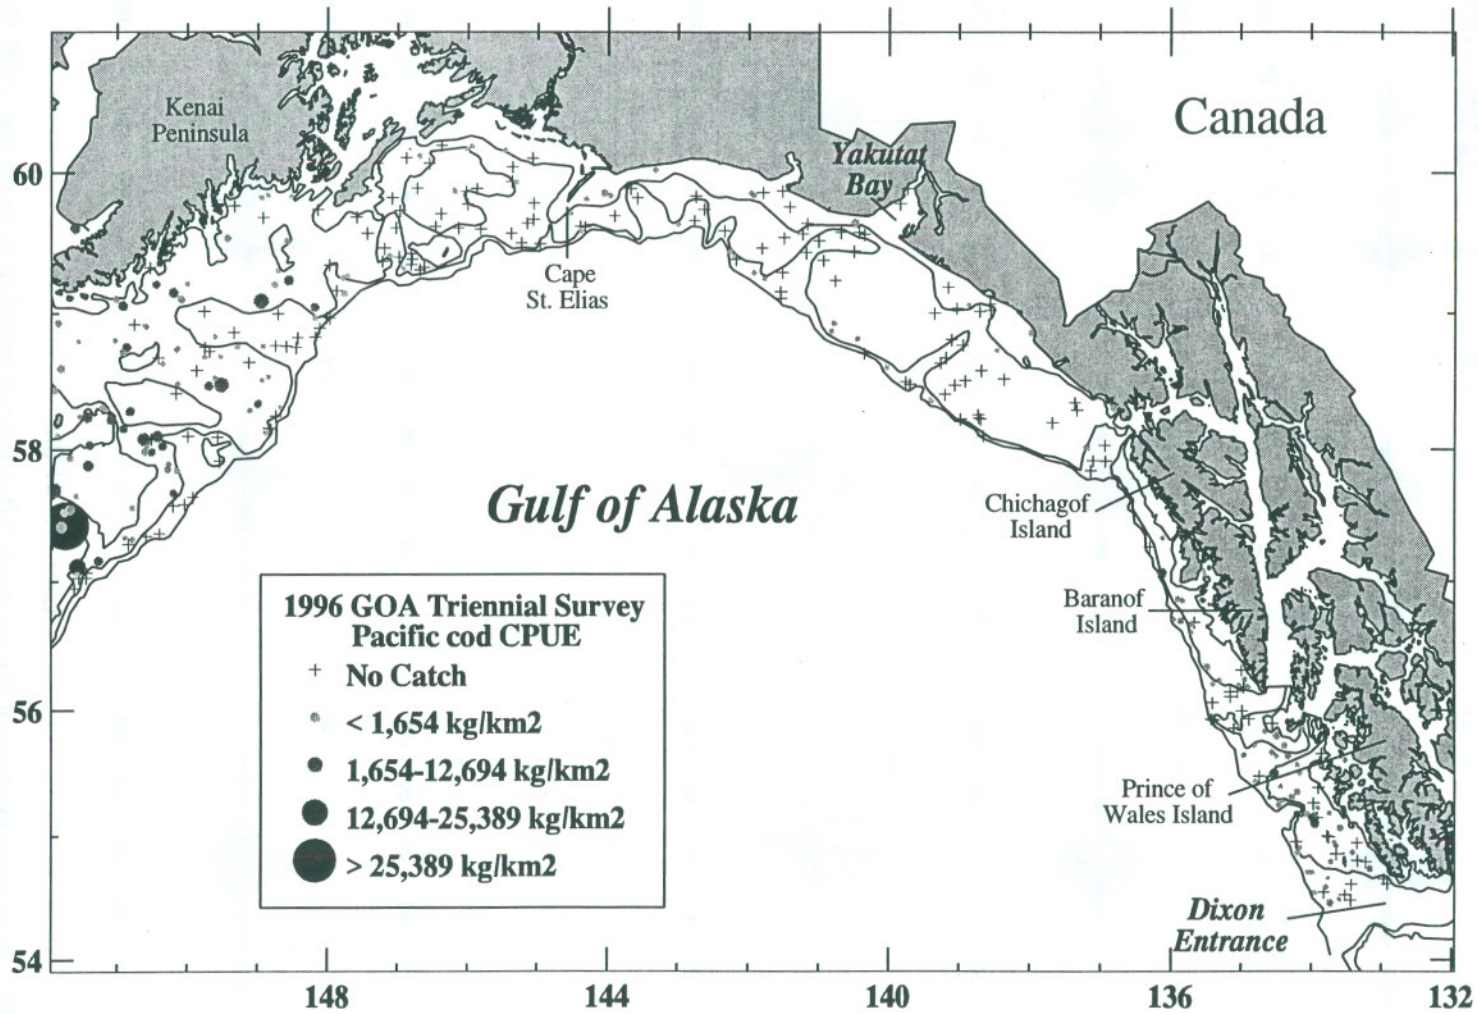 Canada
Kenai
Peninsula
Yakutat
Bay
60
Cape
St. Elias
58
Gulf of Alaska
Chichagof
Island
Baranof
Island
1996 GOA Triennial Survey
Pacific cod CPUE
No Catch
< 1,654 kg/km2
1,654-12,694 kg/km2
12,694-25,389 kg/km2
> 25,389 kg/km2
56
Prince of
Wales Island
Dixon
Entrance
54
148
144
140
136
132